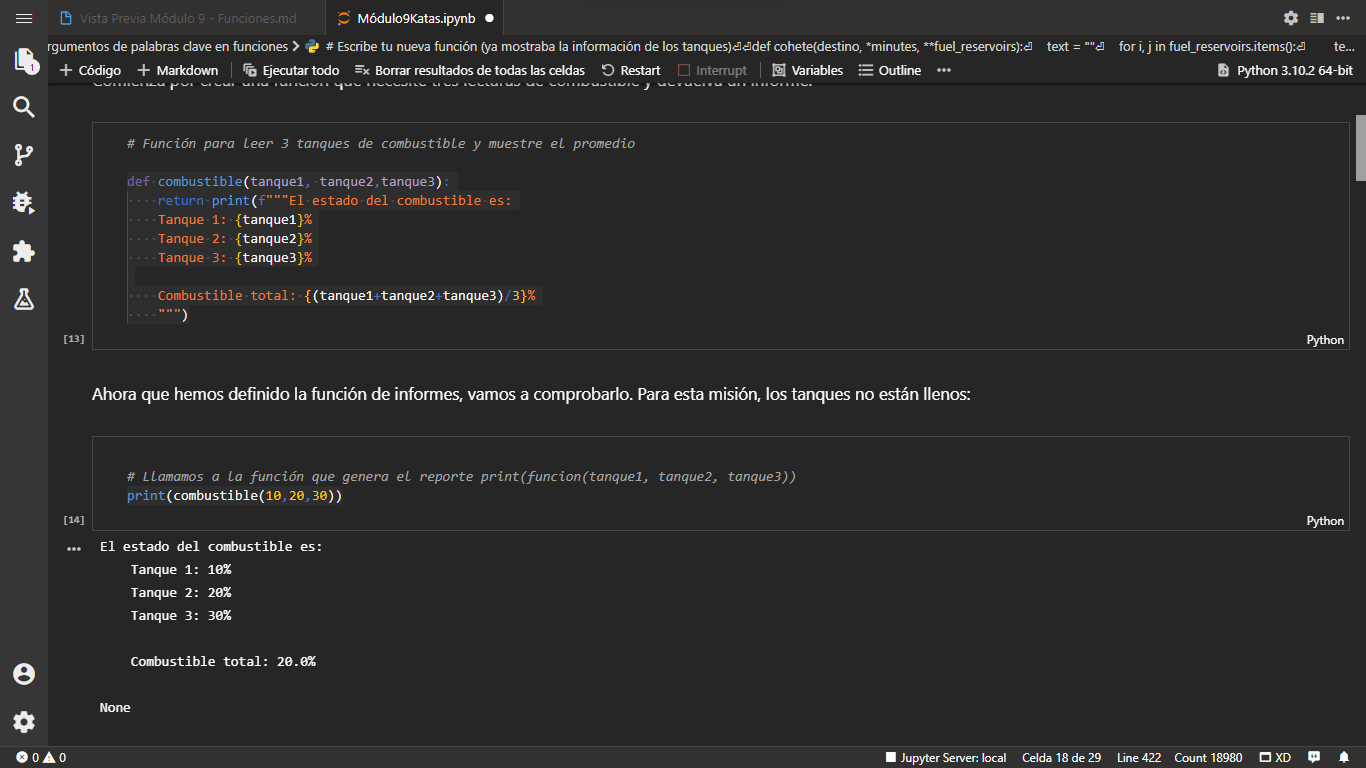 Vista Previa Módulo 9 - Funciones.md
Módulo9Katas.ipynb
rgumentos de palabras clave en funciones > # Escribe tu nueva función (ya mostraba la información de los tanques)⏎⏎def cohete(destino, *minutes, **fuel_reservoirs):⏎ text = ""⏎ for i, j in fuel_reservoirs.items():⏎ te...
+ Código + Markdown Ejecutar todo Borrar resultados de todas las celdas Restart Interrupt Variables Outline ... Python 3.10.2 64-bit
Comienza por crear una función que necesite tres lecturas de combustible y devuelva un informe:
# Función para leer 3 tanques de combustible y muestre el promedio
def combustible(tanque1, tanque2,tanque3):
return print(f"""El estado del combustible es:
Tanque 1: {tanque1}%
Tanque 2: {tanque2}%
Tanque 3: {tanque3}%
Combustible total: {(tanque1+tanque2+tanque3)/3}%
""")
[13]
Python
Ahora que hemos definido la función de informes, vamos a comprobarlo. Para esta misión, los tanques no están llenos:
# Llamamos a la función que genera el reporte print(funcion(tanque1, tanque2, tanque3))
print(combustible(10,20,30))
[14]
Python
El estado del combustible es:
Tanque 1: 10%
Tanque 2: 20%
Tanque 3: 30%
Combustible total: 20.0%
None
1
0 0 Jupyter Server: local Celda 18 de 29 Line 422 Count 18980 XD